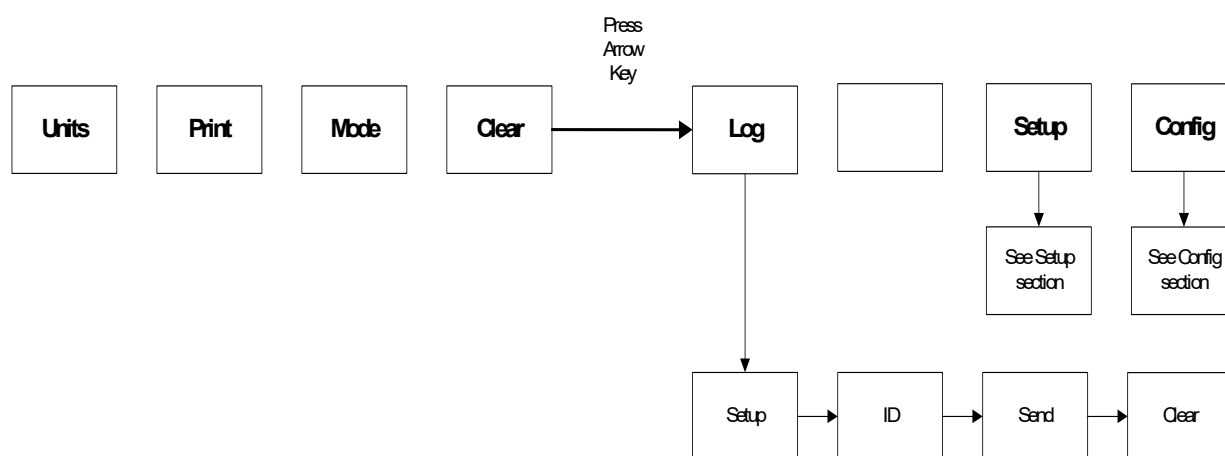 Press
Arrow
Key
Units
Print
Mode
Clear
Log
Setup
Config
See Setup
section
See Config
section
Setup
ID
Send
Clear